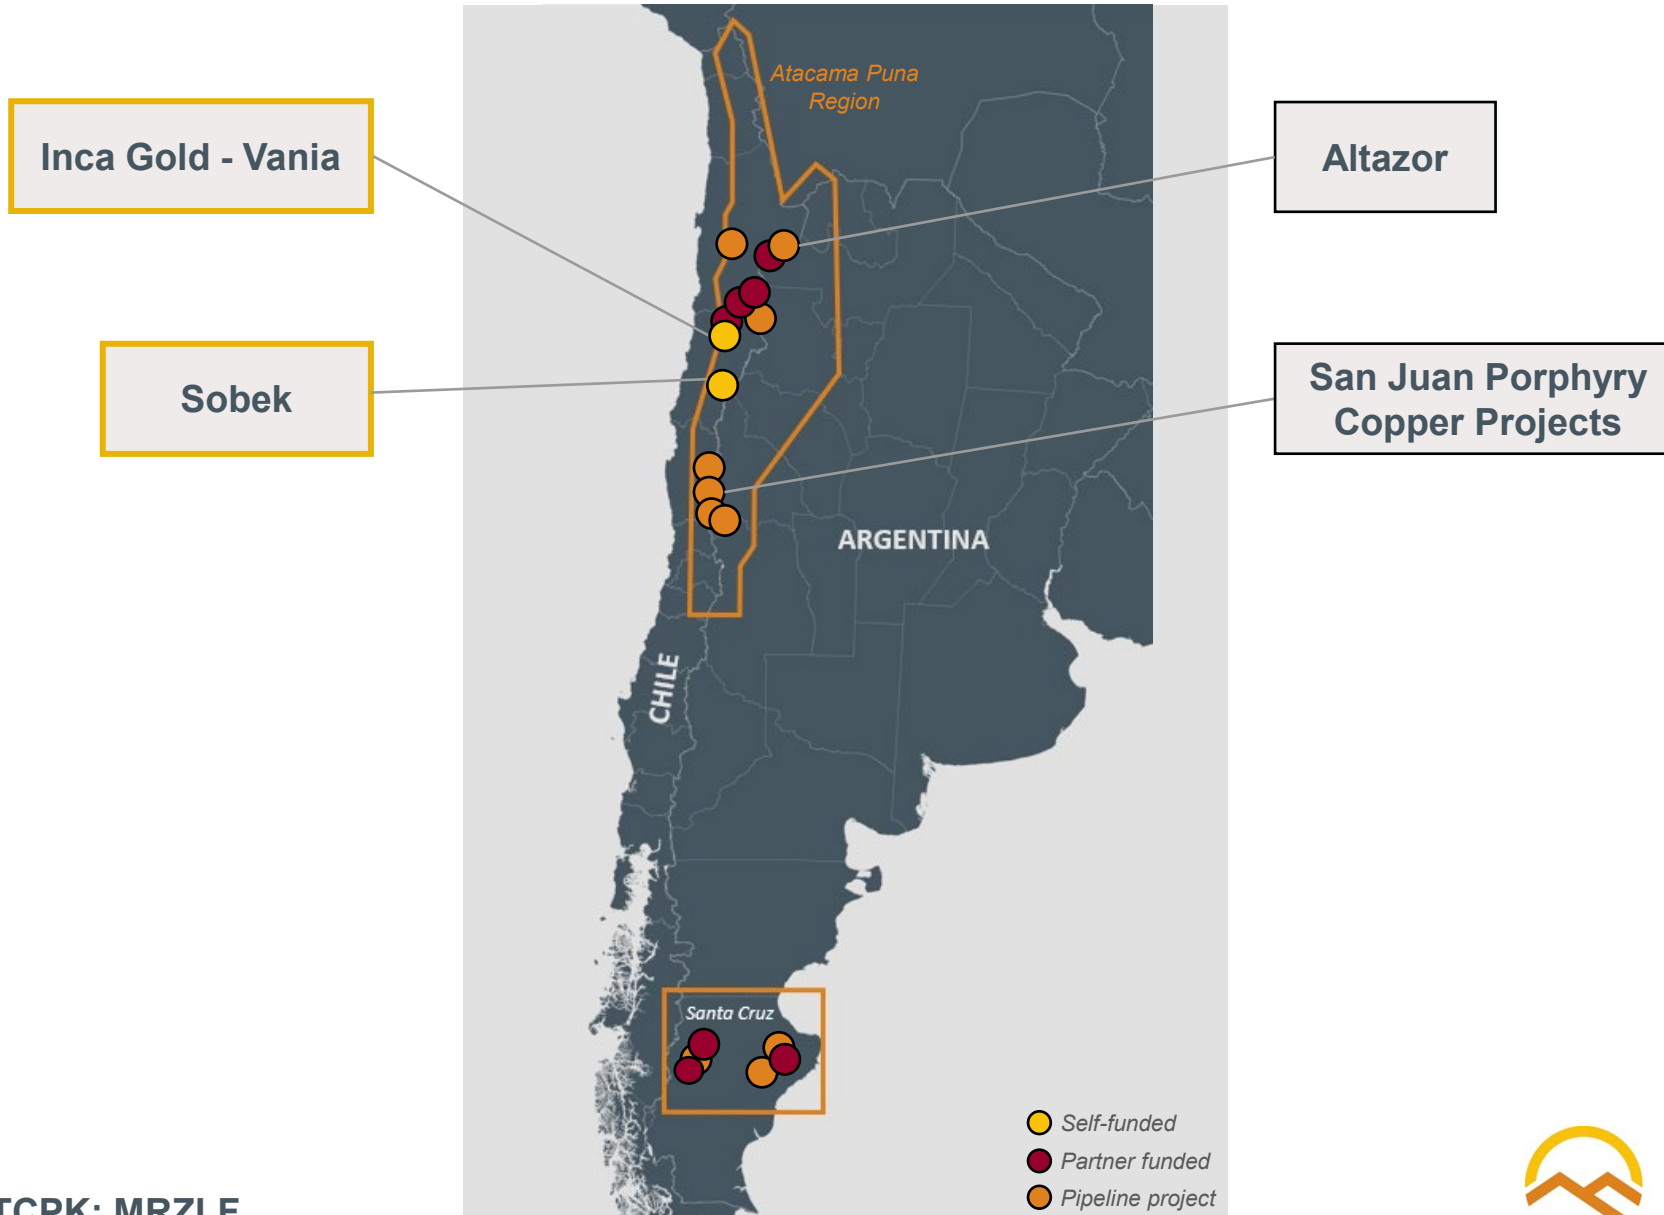 Atacama Puna
Region
Inca Gold - Vania
Altazor
Sobek
San Juan Porphyry
Copper Projects
ARGENTINA
CHILE
Santa Cruz
Self-funded
Partner funded
Pipeline project